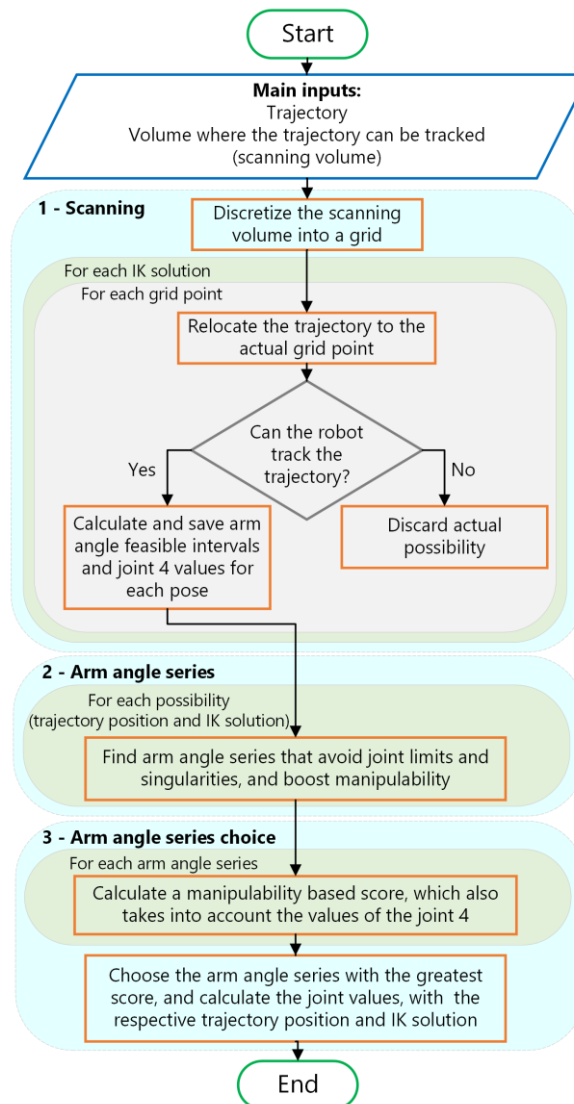 Start
Main inputs:
Trajectory
Volume where the trajectory can be tracked
(scanning volume)
1 - Scanning
Discretize the scanning
volume into a grid
For each IK solution
For each grid point
Relocate the trajectory to the
actual grid point
Can the robot
track the
trajectory?
Yes
No
Calculate and save arm
angle feasible intervals
and joint 4 values for
each pose
Discard actual
possibility
2 - Arm angle series
For each possibility
(trajectory position and IK solution)
Find arm angle series that avoid joint limits and
singularities, and boost manipulability
3 - Arm angle series choice
For each arm angle series
Calculate a manipulability based score, which also
takes into account the values of the joint 4
Choose the arm angle series with the greatest
score, and calculate the joint values, with the
respective trajectory position and IK solution
End